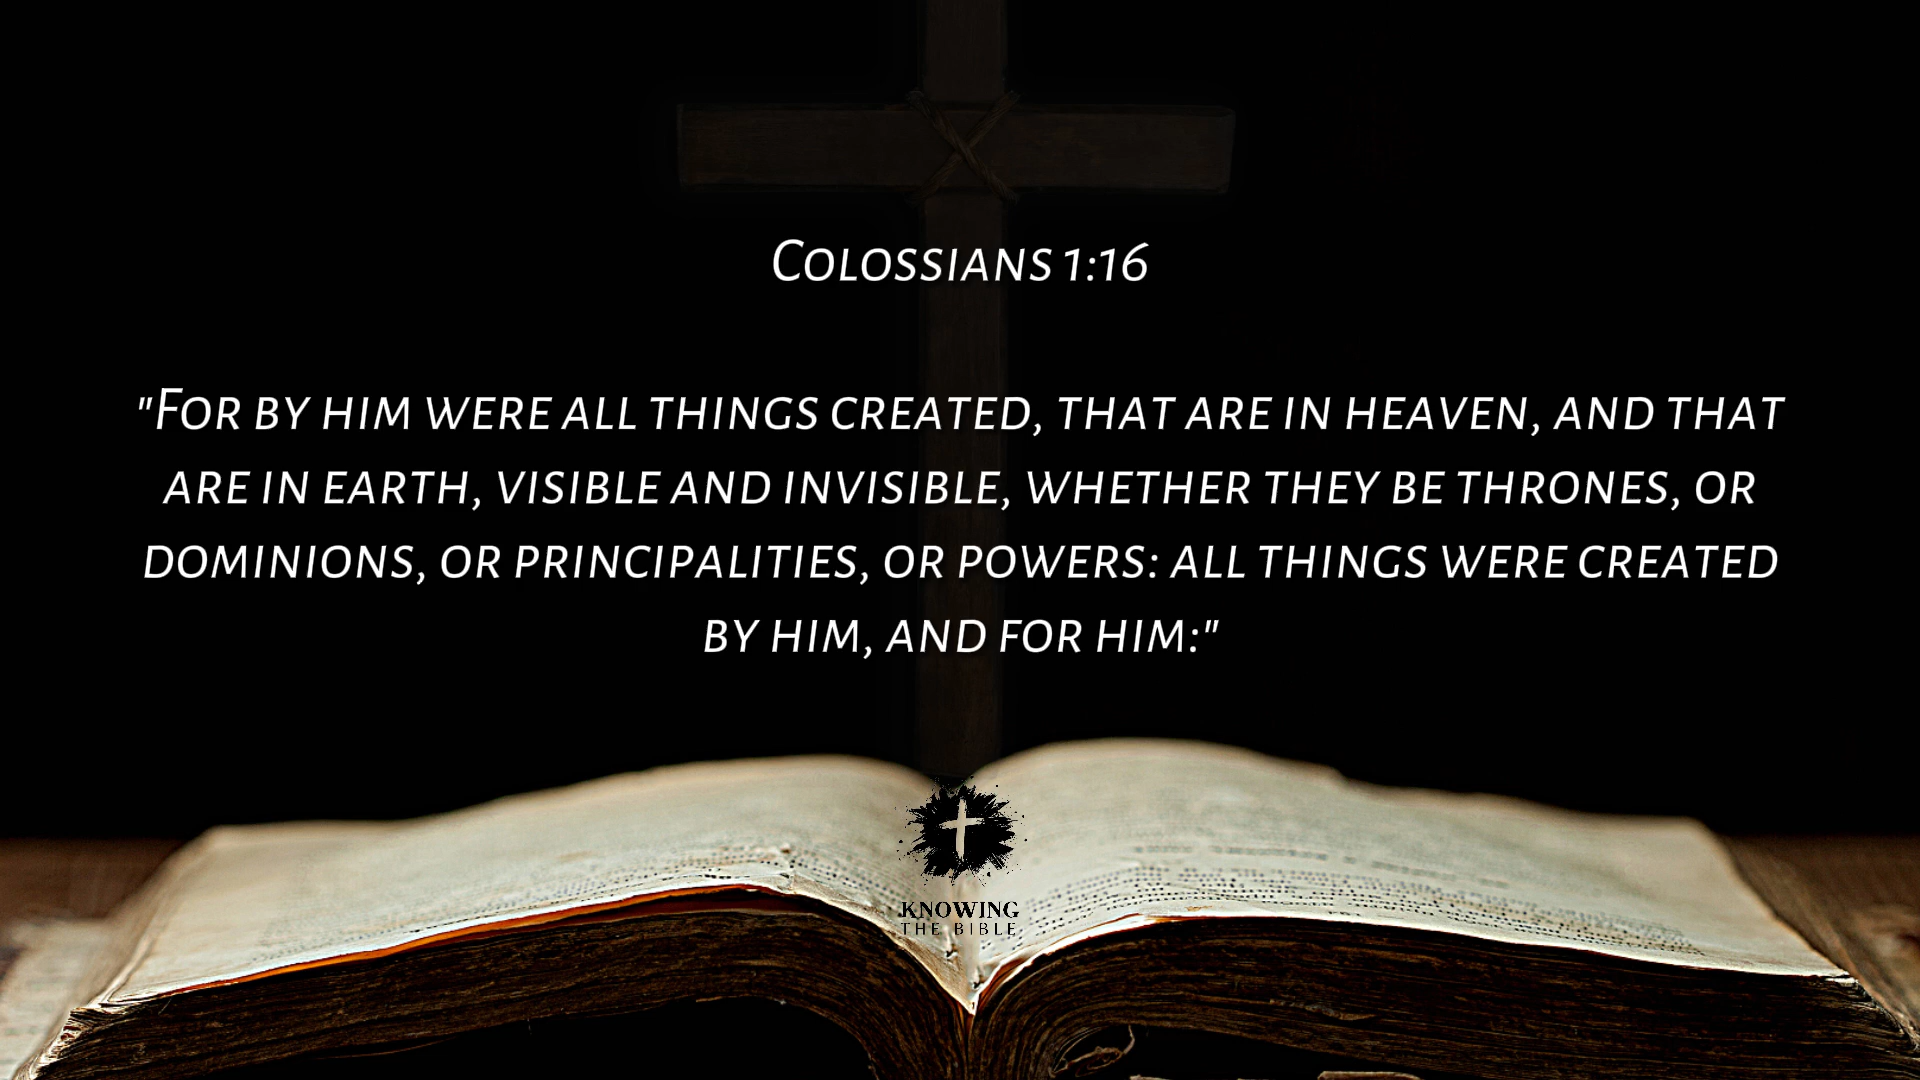 Colossians 1:16
"For by him were all things created, that are in heaven, and that
are in earth, visible and invisible, whether they be thrones, or
dominions, or principalities, or powers: all things were created
by him, and for him:"
KNOWING
THE BIBLE